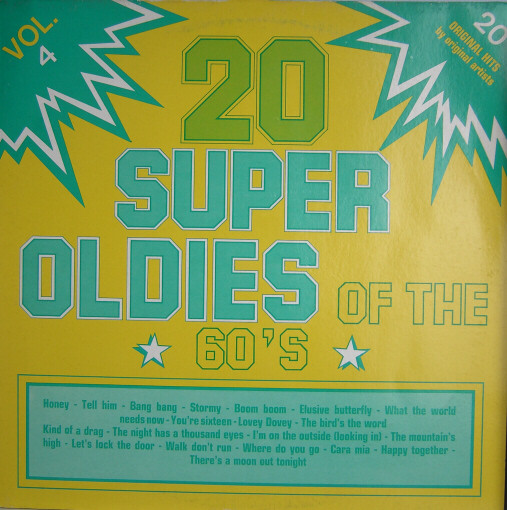 VOL.
4
20
ORIGINAL HITS
by original artists
20
SUPER
OLDIES OF THE
60'S
Honey - Tell him - Bang bang - Stormy - Boom boom - Elusive butterfly - What the world
needs now - You're sixteen - Lovey Dovey - The bird's the word
Kind of a drag - The night has a thousand eyes - I'm on the outside (looking in) - The mountain's
high - Let's lock the door - Walk don't run - Where do you go - Cara mia - Happy together -
There's a moon out tonight